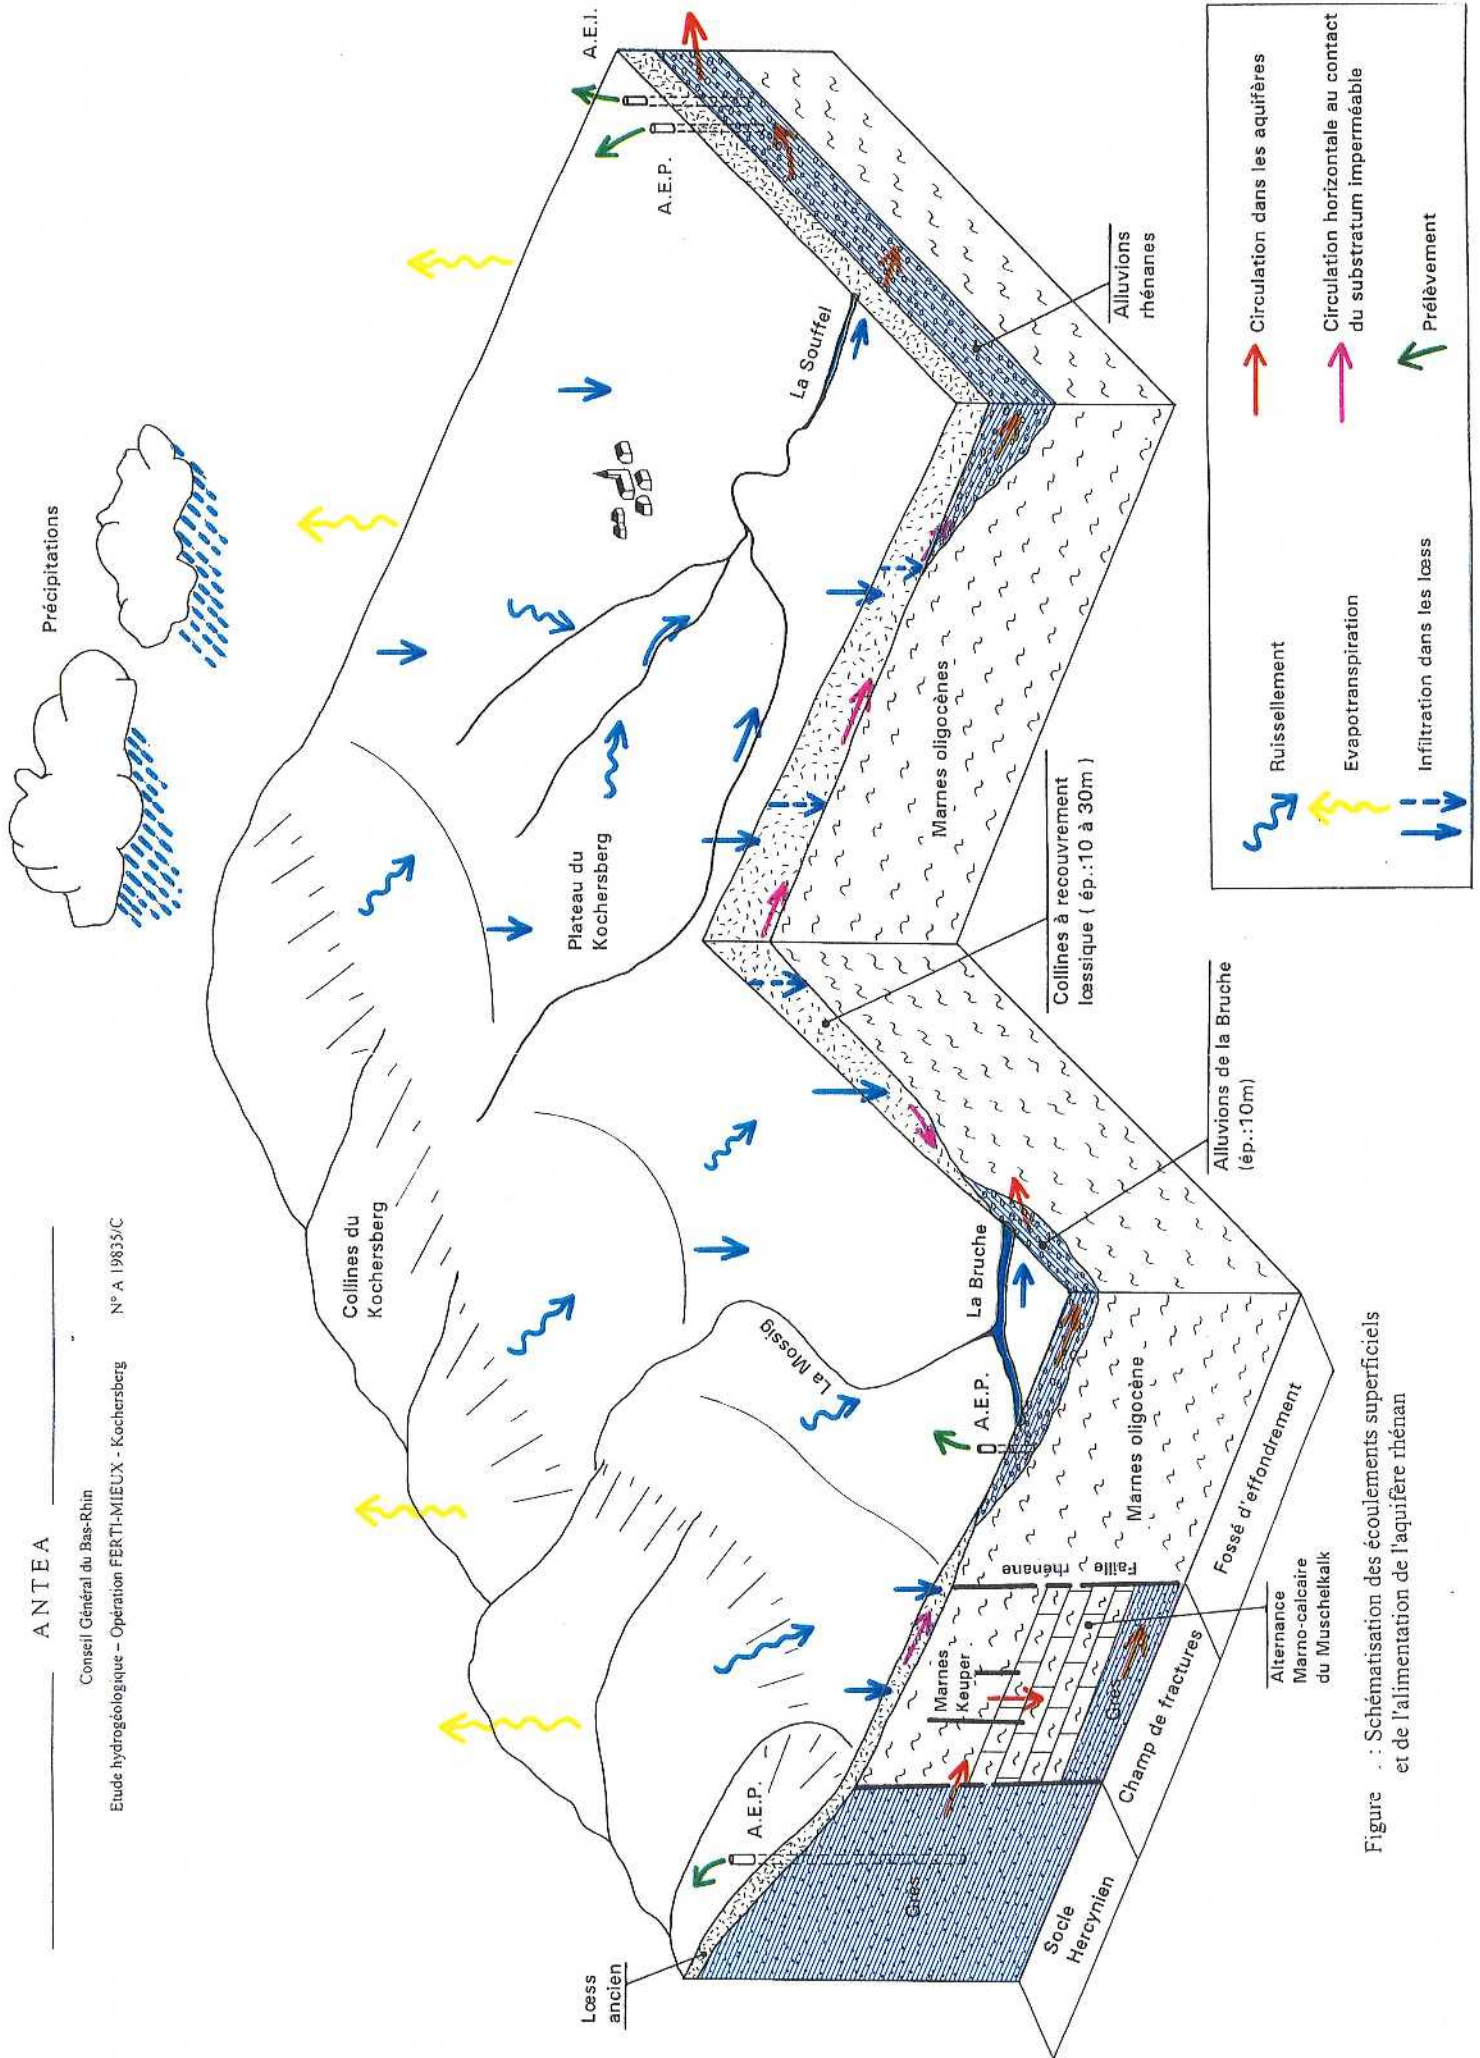 ANTEA
Conseil Général du Bas-Rhin
Etude hydrogéologique – Opération FERTI-MIEUX - Kochersberg N° A 19835/C
Précipitations
Collines du
Kochersberg
Plateau du
Kochersberg
A.E.I.
A.E.P.
La Souffel
La Mossig
La Bruche
A.E.P.
A.E.P.
Lœss
ancien
Grès
Marnes
Keuper
Faille rhénane
Grès
Marnes oligocène
Marnes oligocènes
Socle
Hercynien
Champ de fractures
Fossé d'effondrement
Alternance
Marno-calcaire
du Muschelkalk
Alluvions de la Bruche
(ép.:10m)
Collines à recouvrement
lœssique ( ép.:10 à 30m )
Alluvions
rhénanes
Ruissellement
Evapotranspiration
Infiltration dans les lœss
Circulation dans les aquifères
Circulation horizontale au contact
du substratum imperméable
Prélèvement
Figure . : Schématisation des écoulements superficiels
et de l'alimentation de l'aquifère rhénan